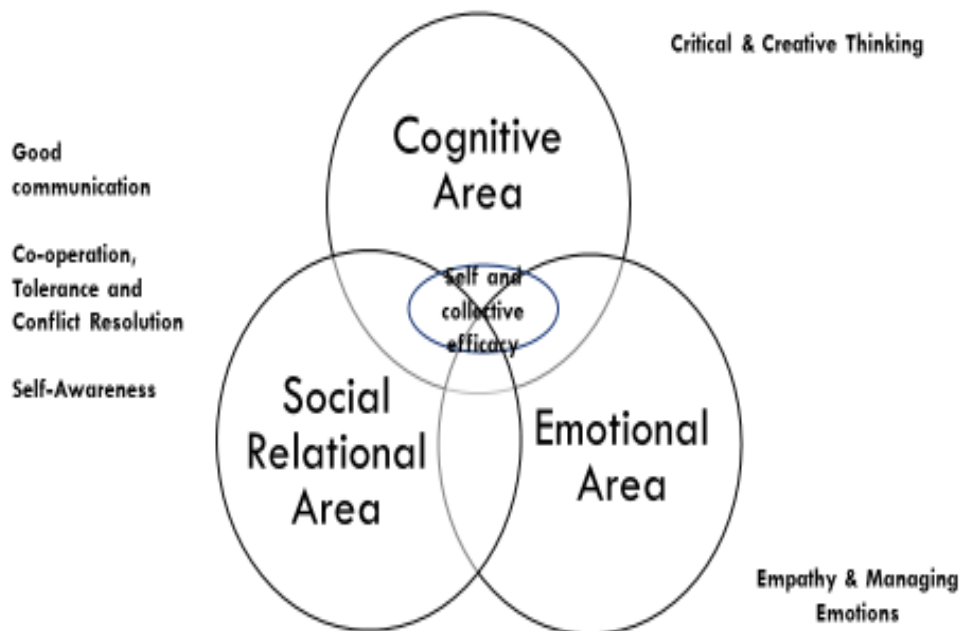 Critical & Creative Thinking
Cognitive
Area
Good
communication
Co-operation,
Tolerance and
Conflict Resolution
Self-Awareness
Self and
collective
efficacy
Social
Relational
Area
Emotional
Area
Empathy & Managing
Emotions